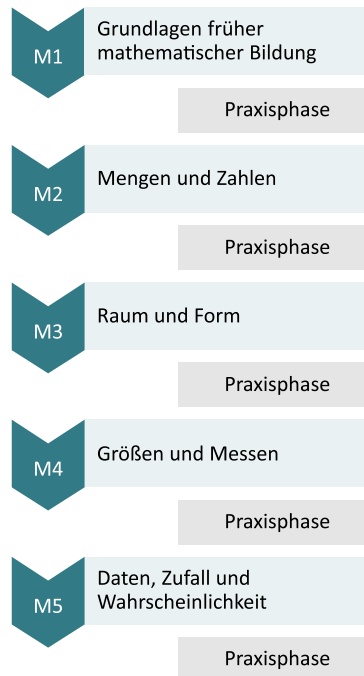 M1
Grundlagen früher
mathematischer Bildung
Praxisphase
M2
Mengen und Zahlen
Praxisphase
M3
Raum und Form
Praxisphase
M4
Größen und Messen
Praxisphase
M5
Daten, Zufall und
Wahrscheinlichkeit
Praxisphase